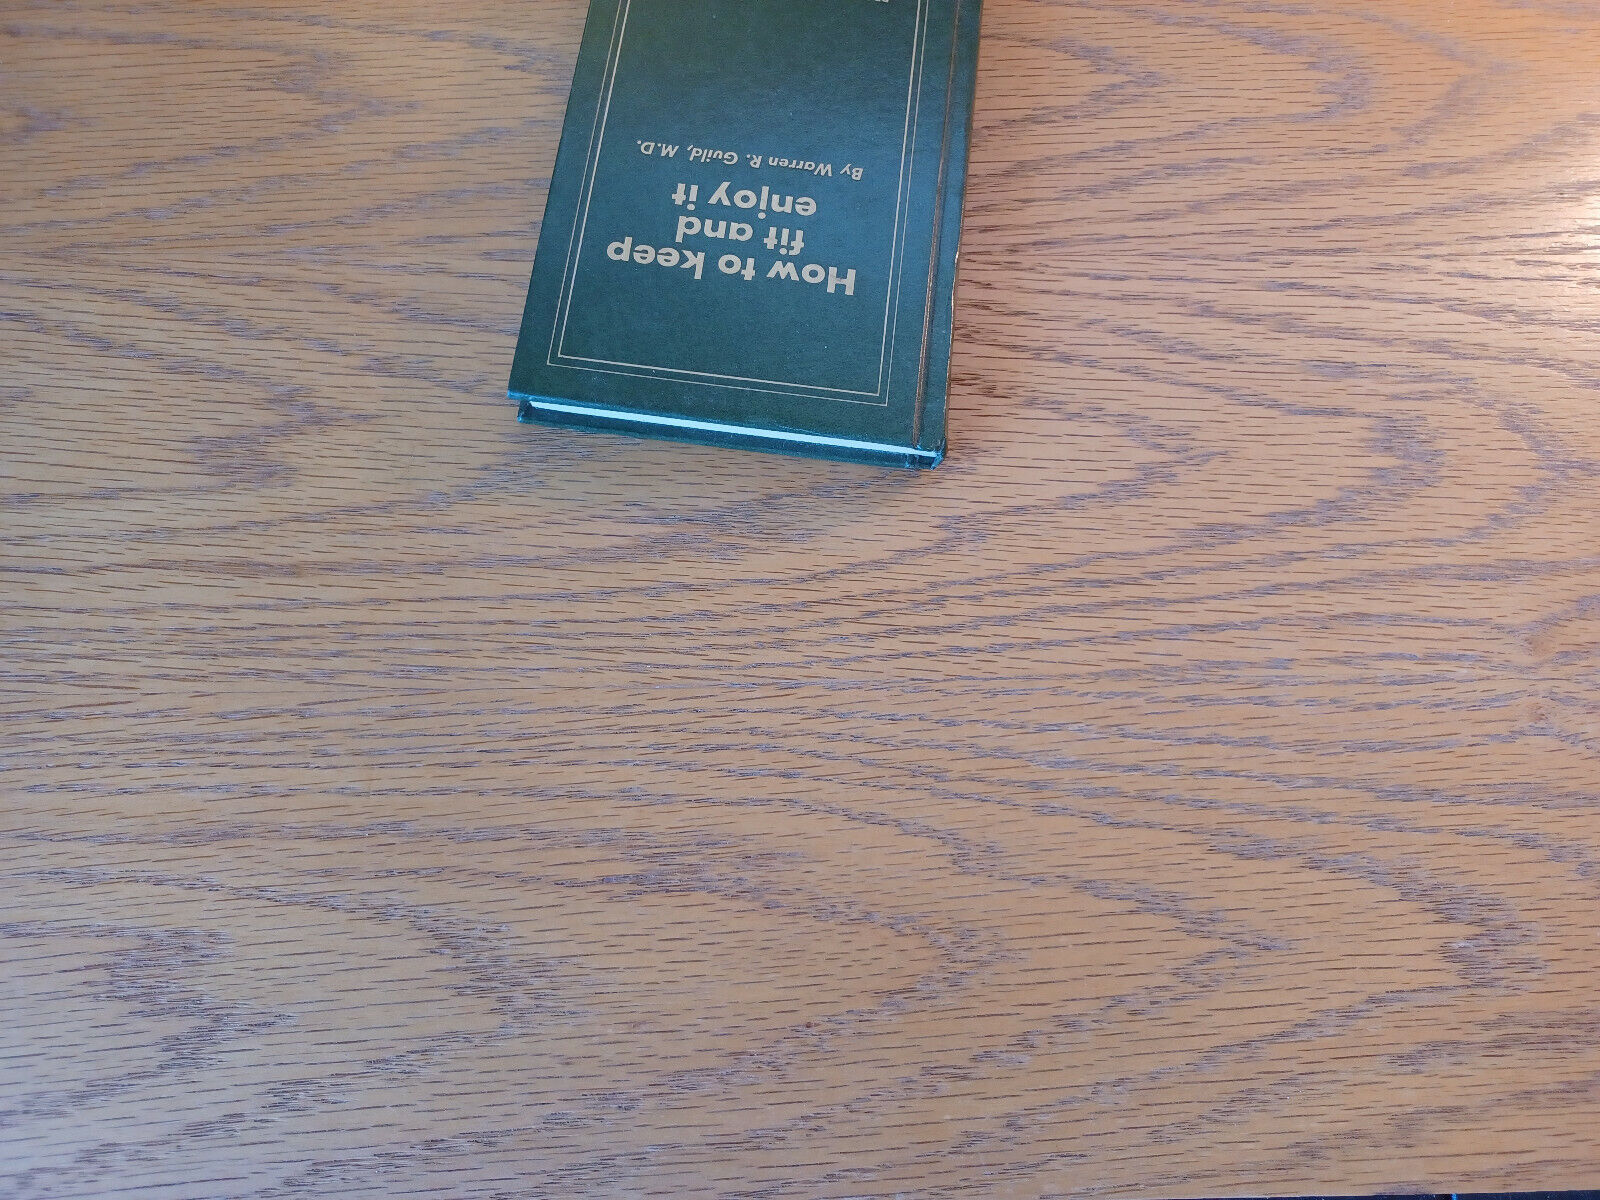 How to keep
fit and
enjoy it
By Warren R. Guild, M.D.